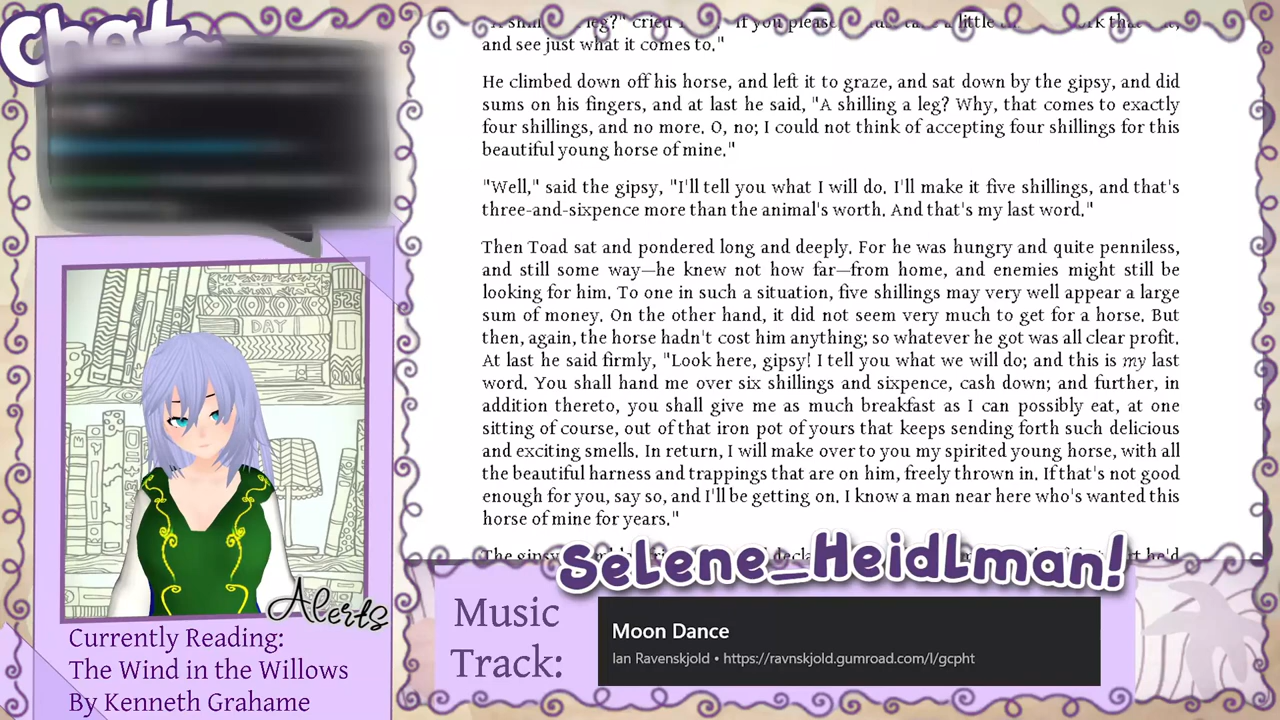 Chat
and see just what it comes to."
He climbed down off his horse, and left it to graze, and sat down by the gipsy, and did
sums on his fingers, and at last he said, "A shilling a leg? Why, that comes to exactly
four shillings, and no more. O, no; I could not think of accepting four shillings for this
beautiful young horse of mine."
"Well," said the gipsy, "I'll tell you what I will do. I'll make it five shillings, and that's
three-and-sixpence more than the animal's worth. And that's my last word."
Then Toad sat and pondered long and deeply. For he was hungry and quite penniless,
and still some way—he knew not how far—from home, and enemies might still be
looking for him. To one in such a situation, five shillings may very well appear a large
sum of money. On the other hand, it did not seem very much to get for a horse. But
then, again, the horse hadn't cost him anything; so whatever he got was all clear profit.
At last he said firmly, "Look here, gipsy! I tell you what we will do; and this is my last
word. You shall hand me over six shillings and sixpence, cash down; and further, in
addition thereto, you shall give me as much breakfast as I can possibly eat, at one
sitting of course, out of that iron pot of yours that keeps sending forth such delicious
and exciting smells. In return, I will make over to you my spirited young horse, with all
the beautiful harness and trappings that are on him, freely thrown in. If that's not good
enough for you, say so, and I'll be getting on. I know a man near here who's wanted this
horse of mine for years."
The gipsy
DAY
Alerts
Currently Reading:
The Wind in the Willows
By Kenneth Grahame
Selene_Heidlman!
Music
Track:
Moon Dance
Ian Ravenskjold • https://ravnskjold.gumroad.com/l/gcpht